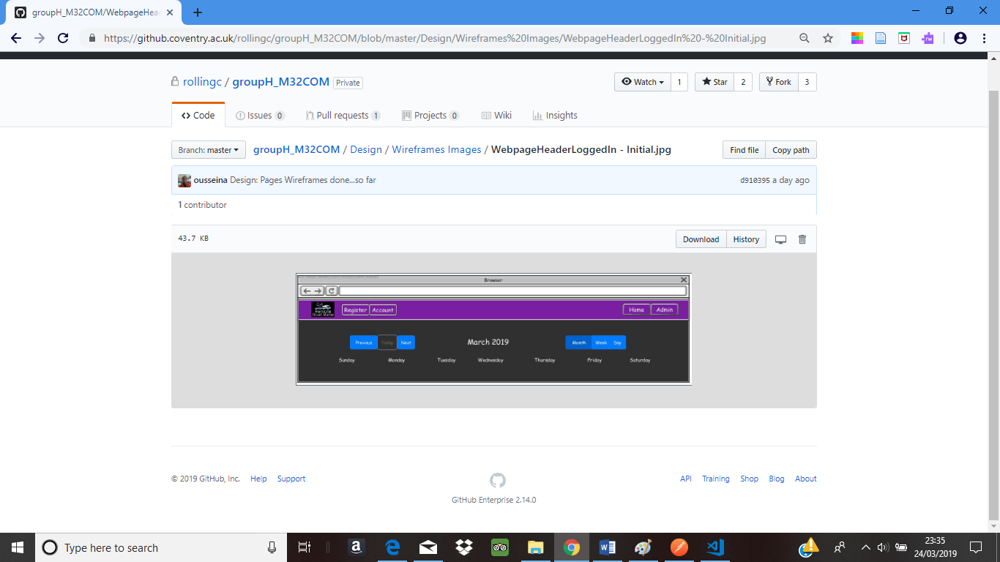 groupH_M32COM/WebpageHea
https://github.coventry.ac.uk/rollingc/groupH_M32COM/blob/master/Design/Wireframes%20Images/WebpageHeaderLoggedIn%20-%20Initial.jpg
rollingc / groupH_M32COM Private Watch 1 Star 2 Fork 3
Code Issues 0 Pull requests 1 Projects 0 Wiki Insights
Branch: master groupH_M32COM / Design / Wireframes Images / WebpageHeaderLoggedIn - Initial.jpg Find file Copy path
ousseina Design: Pages Wireframes done...so far d910395 a day ago
1 contributor
43.7 KB Download History
Browser
Register Account Home Admin
Previous Today Next March 2019 Month Week Day
Sunday Monday Tuesday Wednesday Thursday Friday Saturday
© 2019 GitHub, Inc. Help Support API Training Shop Blog About
GitHub Enterprise 2.14.0
Type here to search
23:35
24/03/2019